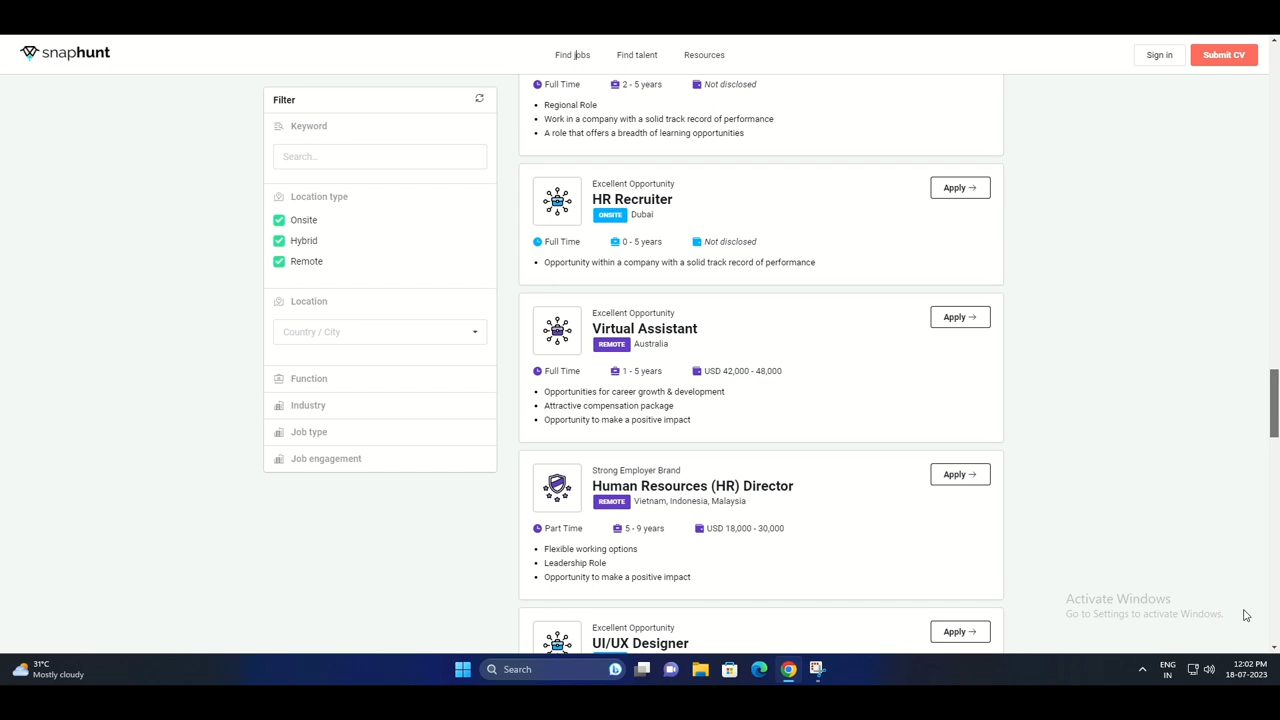 snaphunt
Find jobs
Find talent
Resources
Sign in
Submit CV
Filter
Keyword
Search...
Location type
Onsite
Hybrid
Remote
Location
Country / City
Function
Industry
Job type
Job engagement
Full Time 2 - 5 years Not disclosed
• Regional Role
• Work in a company with a solid track record of performance
• A role that offers a breadth of learning opportunities
Excellent Opportunity
HR Recruiter
ONSITE Dubai
Apply →
Full Time 0 - 5 years Not disclosed
• Opportunity within a company with a solid track record of performance
Excellent Opportunity
Virtual Assistant
REMOTE Australia
Apply →
Full Time 1 - 5 years USD 42,000 - 48,000
• Opportunities for career growth & development
• Attractive compensation package
• Opportunity to make a positive impact
Strong Employer Brand
Human Resources (HR) Director
REMOTE Vietnam, Indonesia, Malaysia
Apply →
Part Time 5 - 9 years USD 18,000 - 30,000
• Flexible working options
• Leadership Role
• Opportunity to make a positive impact
Excellent Opportunity
UI/UX Designer
Apply →
Activate Windows
Go to Settings to activate Windows.
31°C
Mostly cloudy
Search
ENG
IN
12:02 PM
18-07-2023